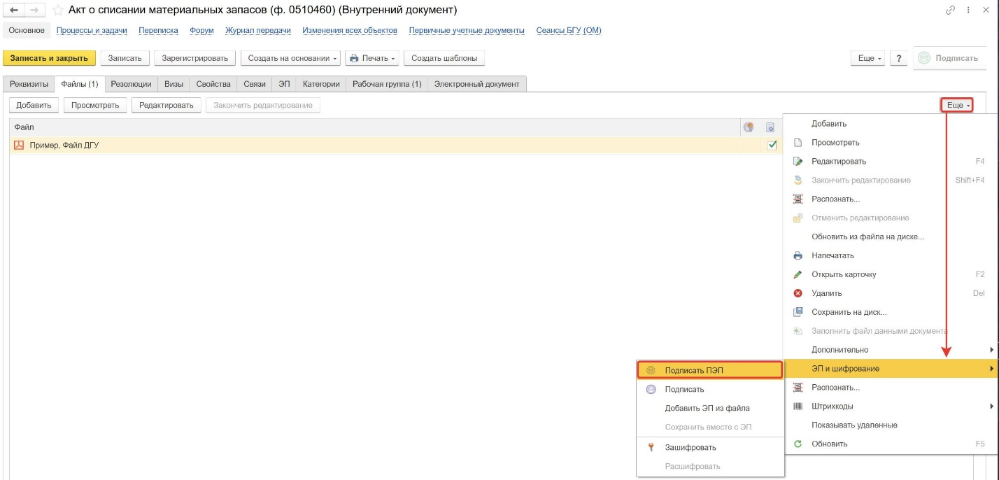 Акт о списании материальных запасов (ф. 0510460) (Внутренний документ)
Основное Процессы и задачи Переписка Форум Журнал передачи Изменения всех объектов Первичные учетные документы Сеансы БГУ (ОМ)
Записать и закрыть Записать Зарегистрировать Создать на основании Печать Создать шаблоны Еще ? Подписать
Реквизиты Файлы (1) Резолюции Визы Свойства Связи ЭП Категории Рабочая группа (1) Электронный документ
Добавить Просмотреть Редактировать Закончить редактирование Еще
Файл
Пример, Файл ДГУ
Добавить
Просмотреть
Редактировать F4
Закончить редактирование Shift+F4
Распознать...
Отменить редактирование
Обновить из файла на диске...
Напечатать
Открыть карточку F2
Удалить Del
Сохранить на диск...
Заполнить файл данными документа
Дополнительно
ЭП и шифрование
Распознать...
Штрихкоды
Показывать удаленные
Обновить F5
Подписать ПЭП
Подписать
Добавить ЭП из файла
Сохранить вместе с ЭП
Зашифровать
Расшифровать